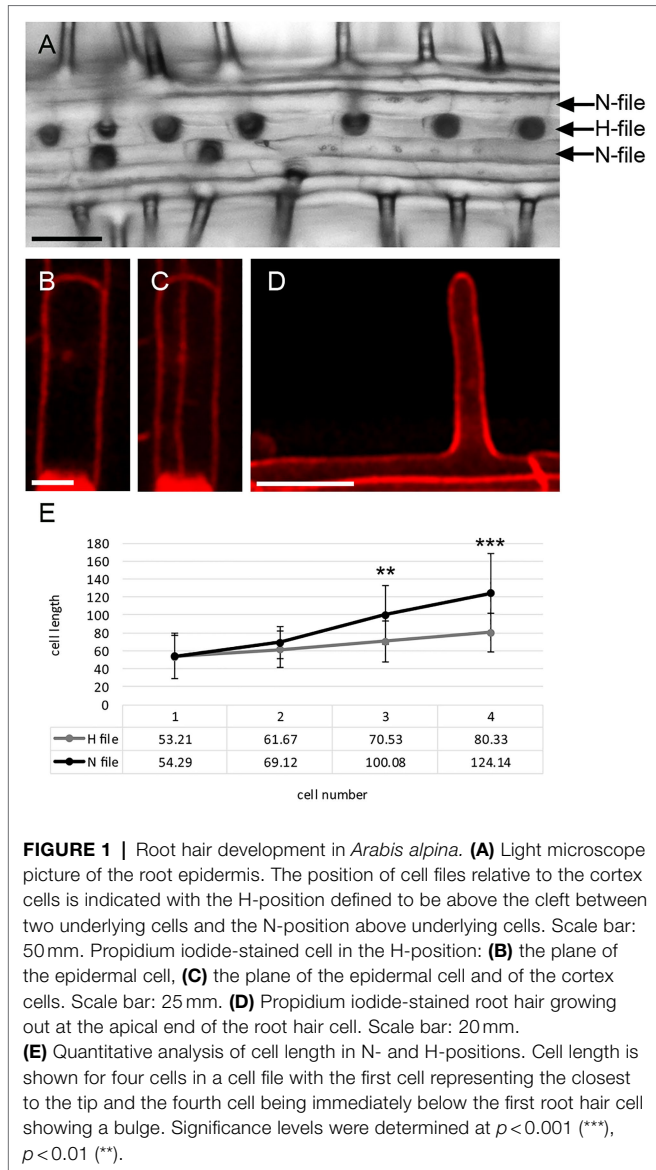 A
N-file
H-file
N-file
B
C
D
E
180
160
140
120
100
80
60
40
20
0
cell length
**
***
1 2 3 4
H file 53.21 61.67 70.53 80.33
N file 54.29 69.12 100.08 124.14
cell number
FIGURE 1 | Root hair development in Arabis alpina. (A) Light microscope
picture of the root epidermis. The position of cell files relative to the cortex
cells is indicated with the H-position defined to be above the cleft between
two underlying cells and the N-position above underlying cells. Scale bar:
50 mm. Propidium iodide-stained cell in the H-position: (B) the plane of
the epidermal cell, (C) the plane of the epidermal cell and of the cortex
cells. Scale bar: 25 mm. (D) Propidium iodide-stained root hair growing
out at the apical end of the root hair cell. Scale bar: 20 mm.
(E) Quantitative analysis of cell length in N- and H-positions. Cell length is
shown for four cells in a cell file with the first cell representing the closest
to the tip and the fourth cell being immediately below the first root hair cell
showing a bulge. Significance levels were determined at p < 0.001 (***),
p < 0.01 (**).